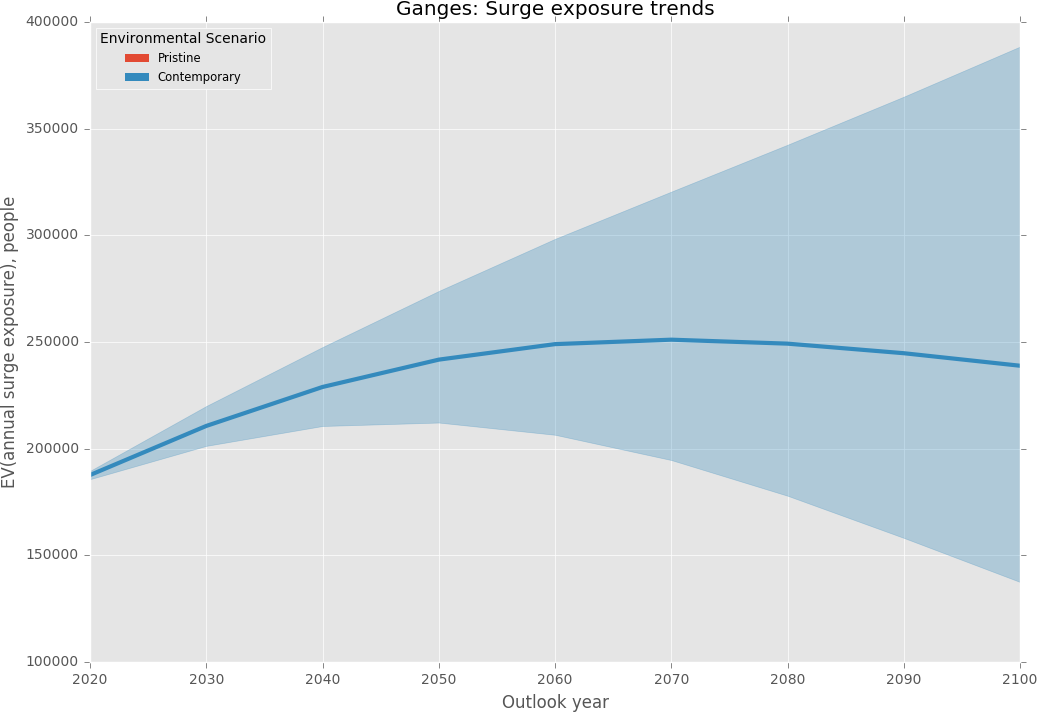 Ganges: Surge exposure trends
400000
350000
300000
250000
200000
150000
100000
EV(annual surge exposure), people
Environmental Scenario
Pristine
Contemporary
2020 2030 2040 2050 2060 2070 2080 2090 2100
Outlook year